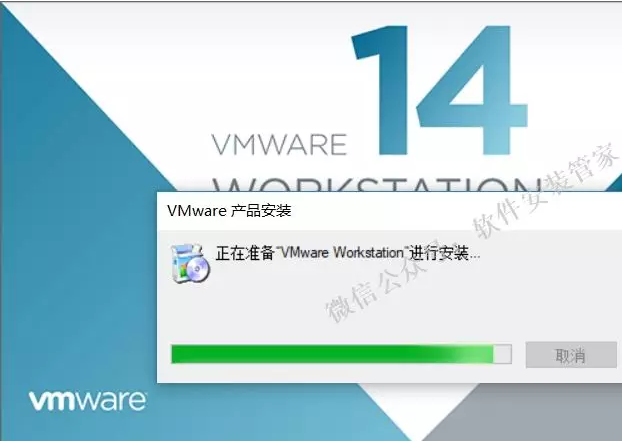 14
VMWARE
WORKSTATION
VMware 产品安装
正在准备“VMware Workstation”进行安装...
取消
vmware
微信公众号：软件安装管家